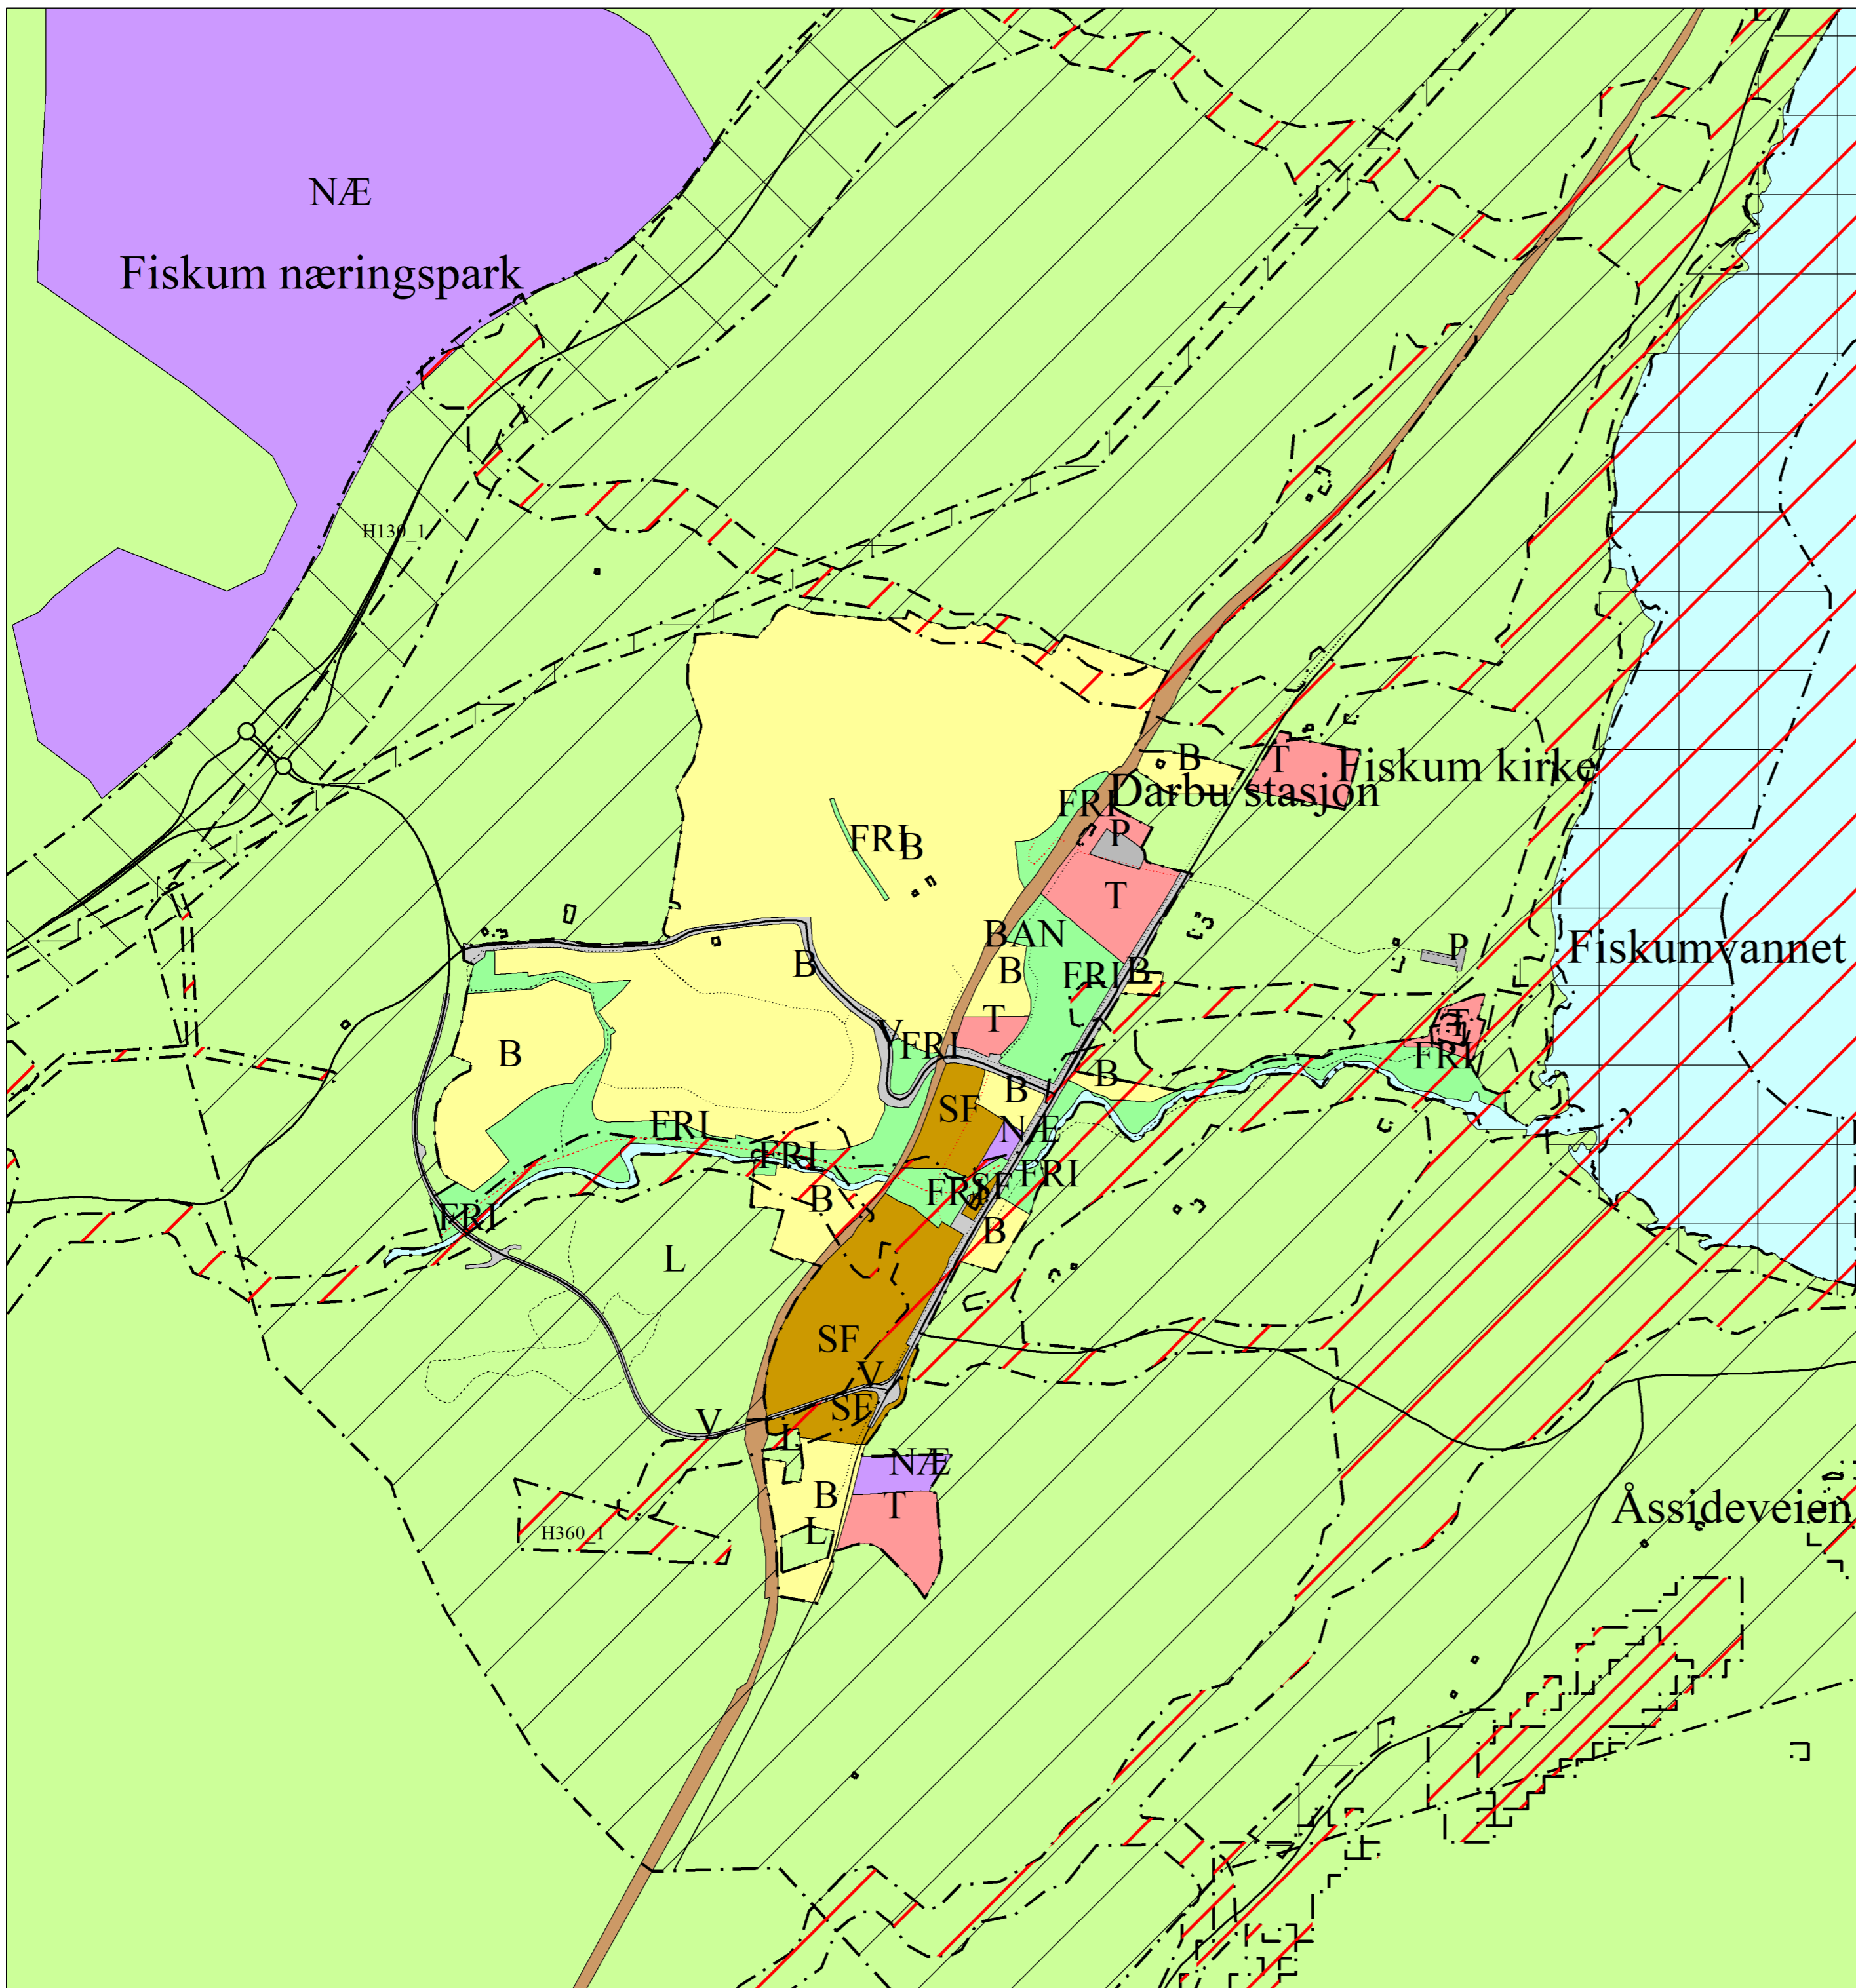 L
NÆ
Fiskum næringspark
H130_1
B
T
Fiskum kirke
Darbu stasjon
FRI
P
FRI
B
T
BAN
B
B
FRI
B
P
Fiskumvannet
T
T
V
FRI
B
FRI
B
B
SF
NÆ
FRI
FRI
FRI
FRI
SF
B
FRI
B
L
SF
V
SF
V
L
NÆ
B
T
L
H360_1
Åssideveien